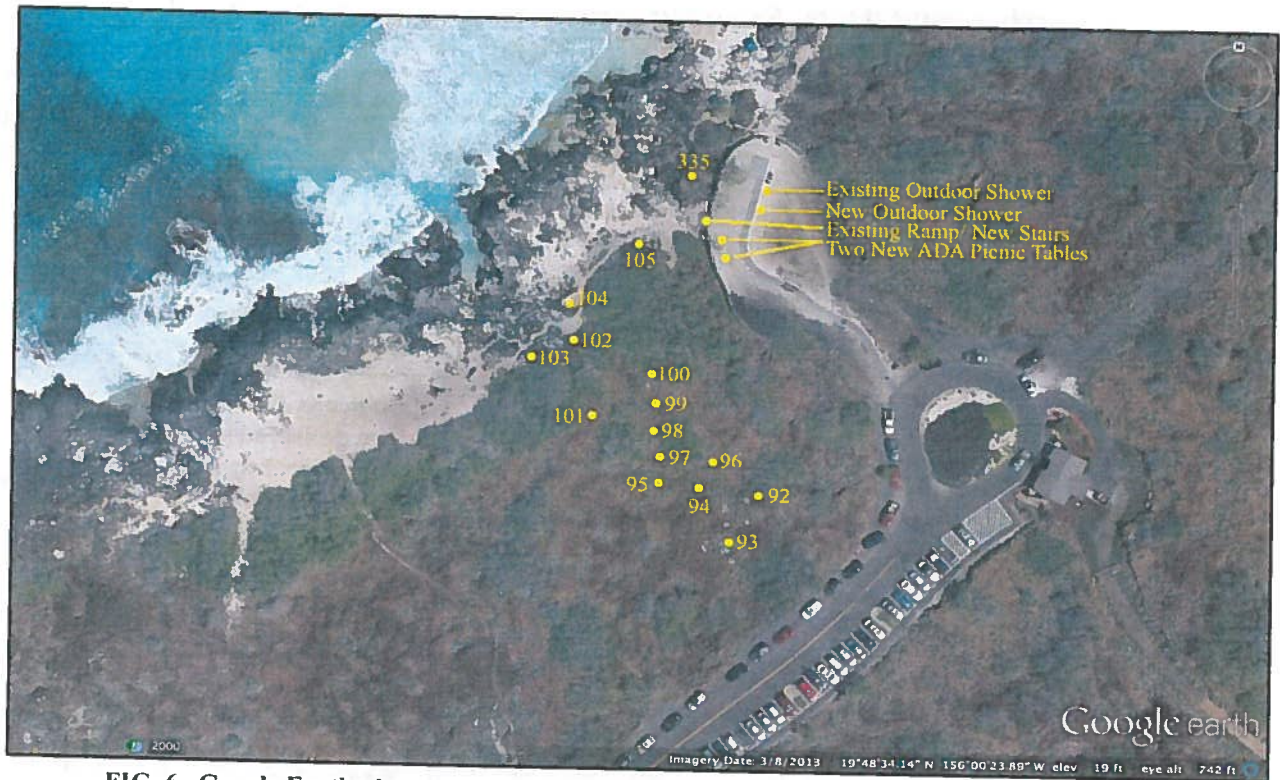 335
Existing Outdoor Shower
New Outdoor Shower
Existing Ramp/ New Stairs
Two New ADA Picnic Tables
105
104
102
103
100
99
101
98
97
96
95
94
92
93
Google earth
2000
Imagery Date: 3/8/2013 19°48'34.14" N 156°00'23.89" W elev 19 ft eye alt 742 ft